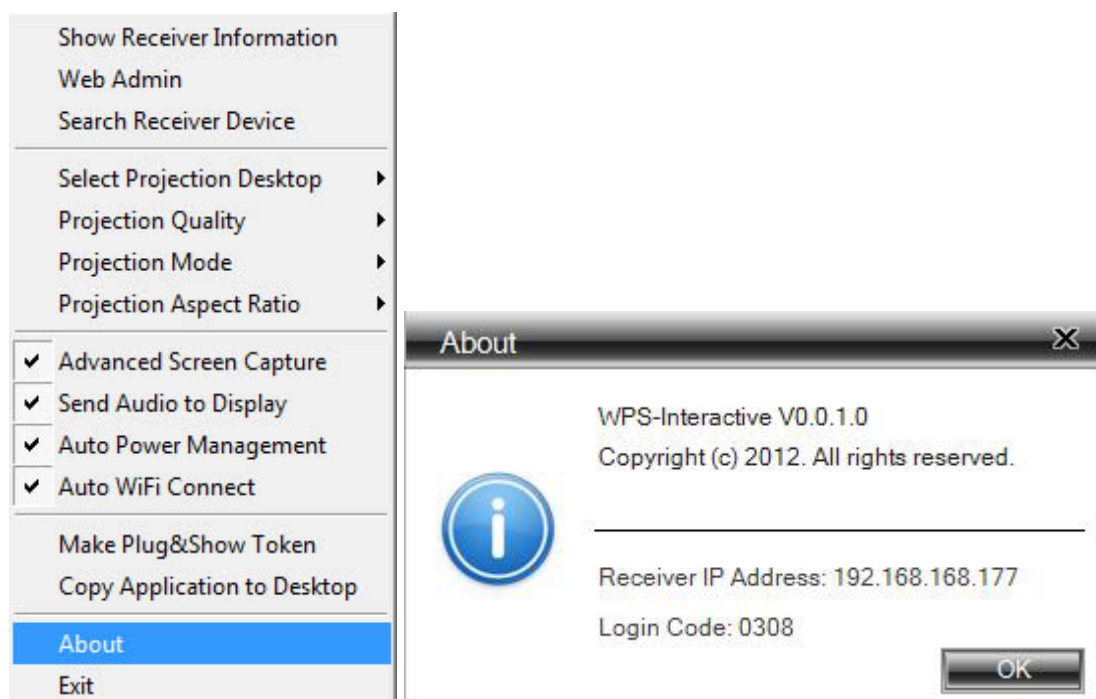 Show Receiver Information
Web Admin
Search Receiver Device
Select Projection Desktop
Projection Quality
Projection Mode
Projection Aspect Ratio
Advanced Screen Capture
Send Audio to Display
Auto Power Management
Auto WiFi Connect
Make Plug&Show Token
Copy Application to Desktop
About
Exit
About
WPS-Interactive V0.0.1.0
Copyright (c) 2012. All rights reserved.
Receiver IP Address: 192.168.168.177
Login Code: 0308
OK